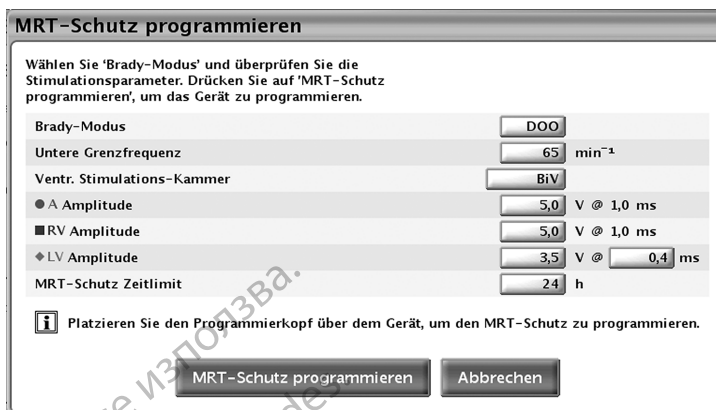 MRT-Schutz programmieren
Wählen Sie 'Brady-Modus' und überprüfen Sie die
Stimulationsparameter. Drücken Sie auf 'MRT-Schutz
programmieren', um das Gerät zu programmieren.
Brady-Modus DOO
Untere Grenzfrequenz 65 min⁻¹
Ventr. Stimulations-Kammer BiV
A Amplitude 5,0 V @ 1,0 ms
RV Amplitude 5,0 V @ 1,0 ms
LV Amplitude 3,5 V @ 0,4 ms
MRT-Schutz Zeitlimit 24 h
i Platzieren Sie den Programmierkopf über dem Gerät, um den MRT-Schutz zu programmieren.
MRT-Schutz programmieren Abbrechen
използва.